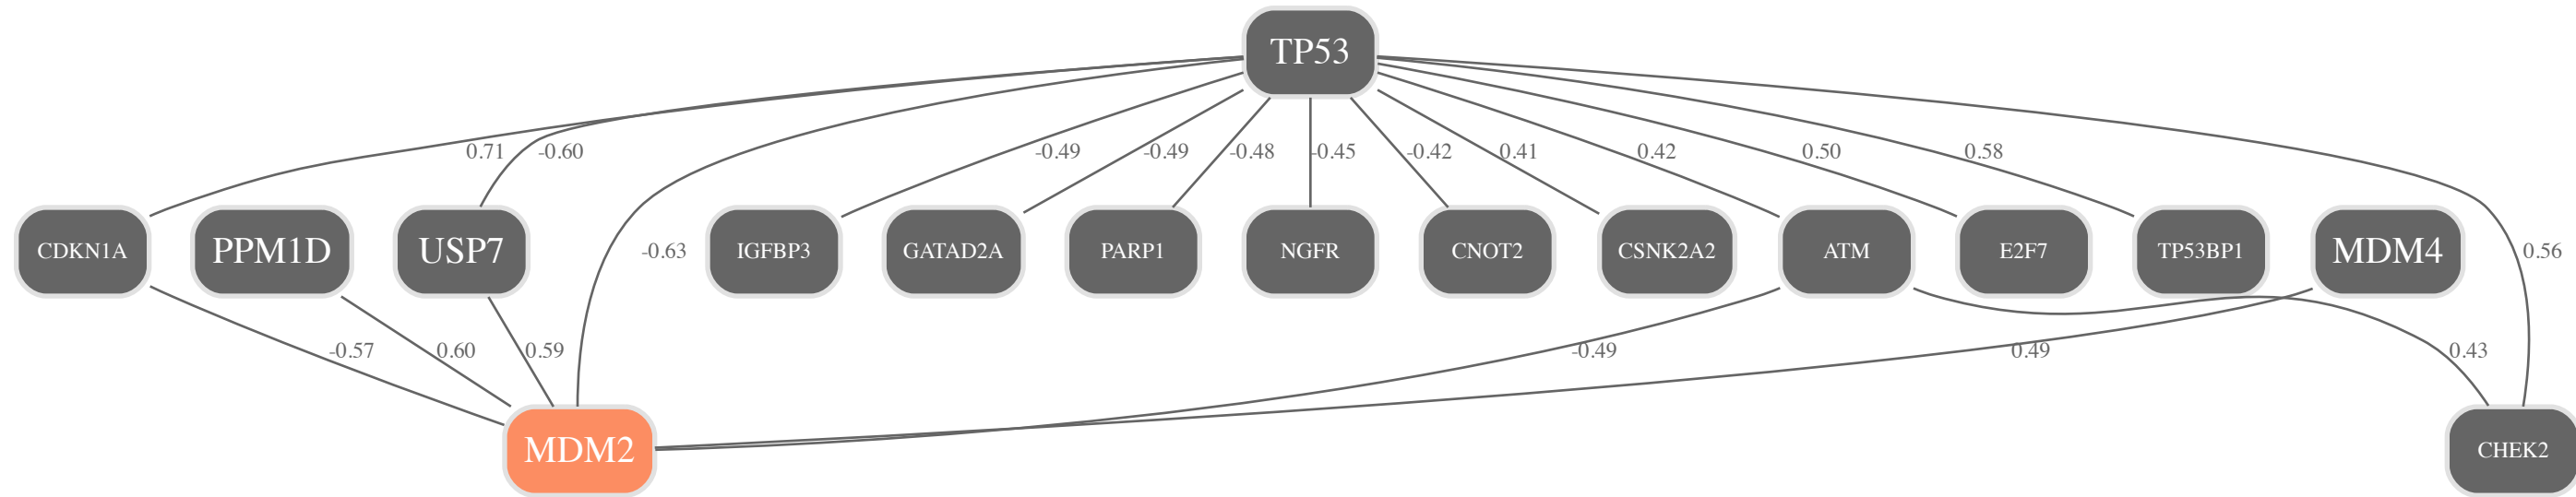 TP53
0.71
-0.60
-0.49
-0.49
-0.48
-0.45
-0.42
0.41
0.42
0.50
0.58
CDKN1A
PPM1D
USP7
-0.63
IGFBP3
GATAD2A
PARP1
NGFR
CNOT2
CSNK2A2
ATM
E2F7
TP53BP1
MDM4
0.56
-0.57
0.60
0.59
-0.49
0.49
0.43
MDM2
CHEK2